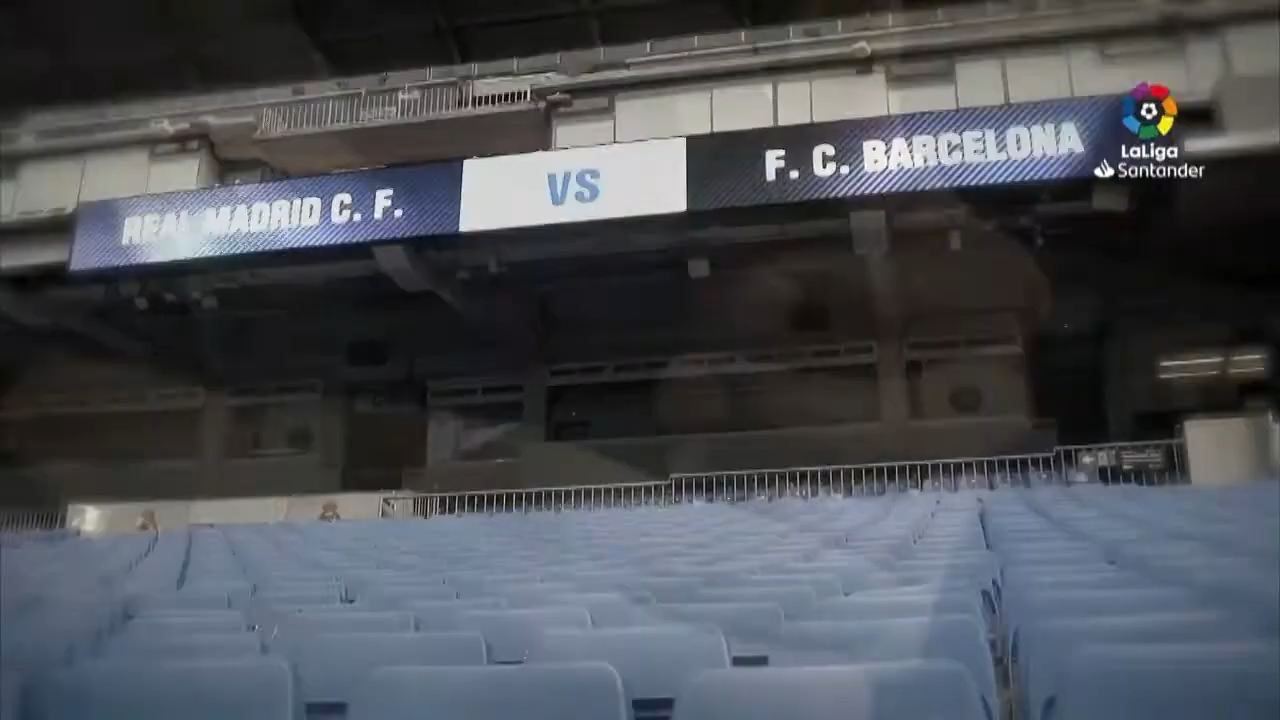 REAL MADRID C. F.
VS
F. C. BARCELONA
LaLiga
Santander